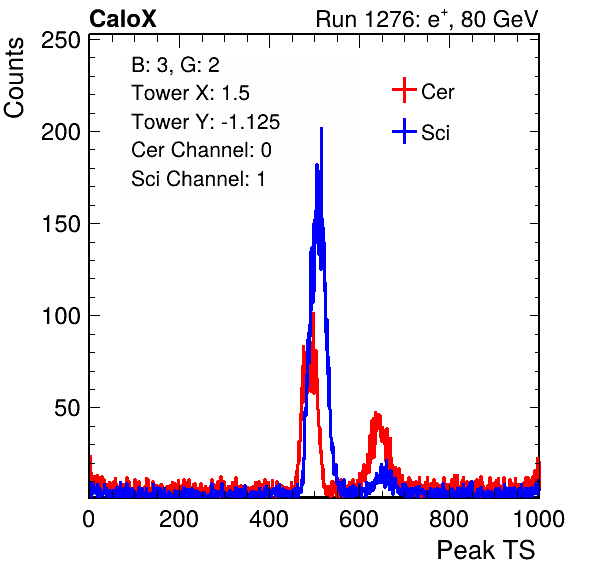 CaloX
Run 1276: e⁺, 80 GeV
Counts
250
200
150
100
50
B: 3, G: 2
Tower X: 1.5
Tower Y: -1.125
Cer Channel: 0
Sci Channel: 1
Cer
Sci
0 200 400 600 800 1000
Peak TS